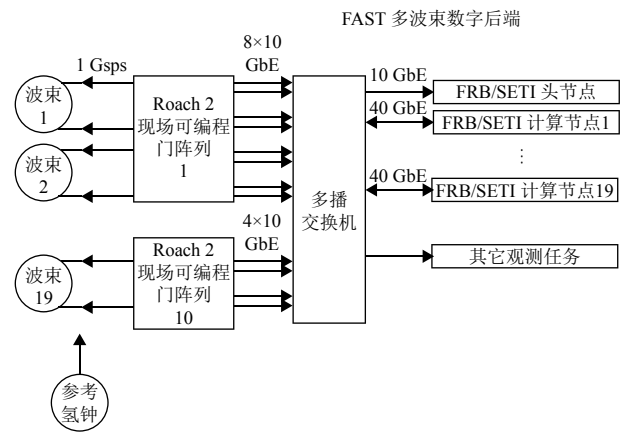 FAST 多波束数字后端
8×10
GbE
1 Gsps
波束
1
波束
2
Roach 2
现场可编程
门阵列
1
4×10
GbE
波束
19
Roach 2
现场可编程
门阵列
10
多播
交换机
10 GbE
FRB/SETI 头节点
40 GbE
FRB/SETI 计算节点1
⋮
40 GbE
FRB/SETI 计算节点19
其它观测任务
参考
氢钟